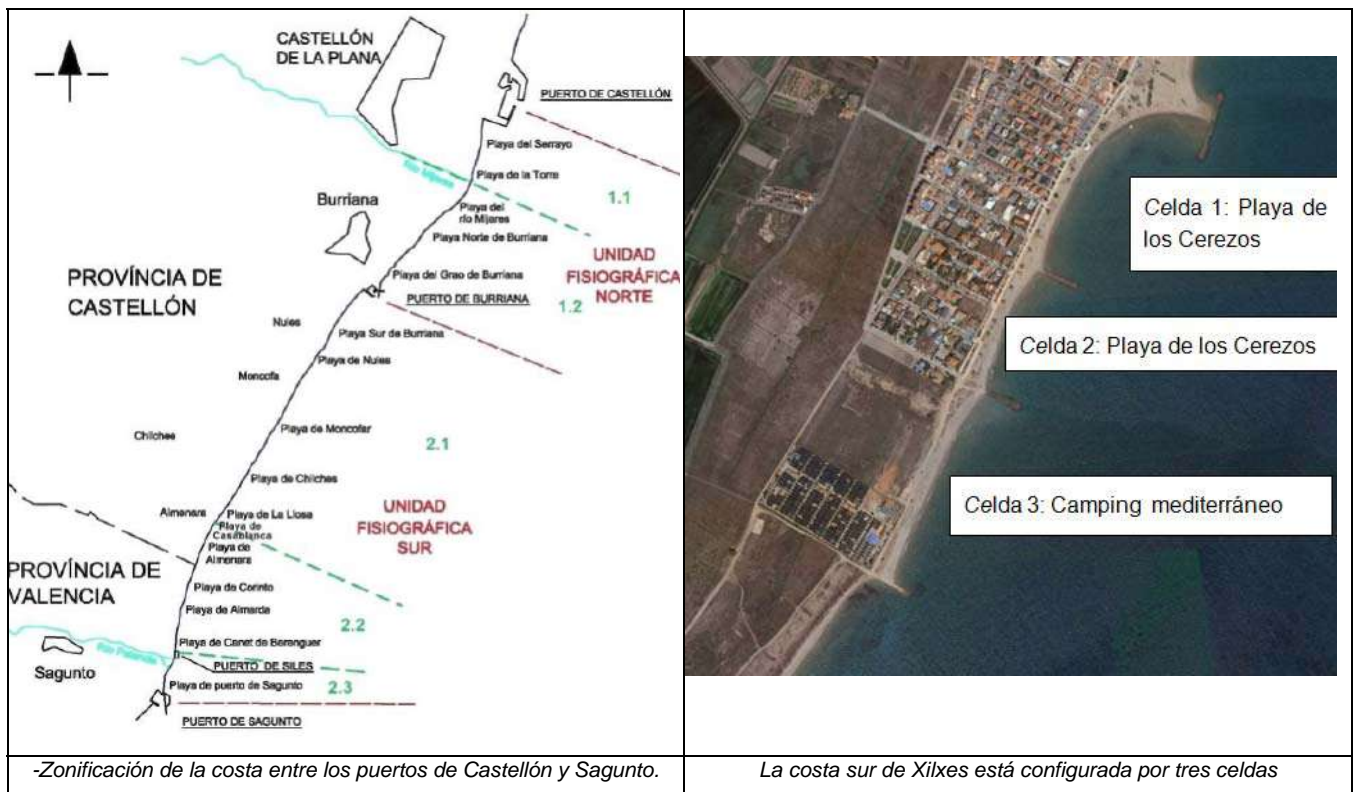 CASTELLÓN
DE LA PLANA
PUERTO DE CASTELLÓN
Playa del Serrayo
Playa de la Torre
1.1
Río Mijares
Burriana
Playa del
río Mijares
Playa Norte de Burriana
UNIDAD
FISIOGRÁFICA
NORTE
PROVÍNCIA DE
CASTELLÓN
Playa del Grao de Burriana
PUERTO DE BURRIANA
1.2
Nules
Playa Sur de Burriana
Playa de Nules
Moncofa
Playa de Moncofar
2.1
Chilches
Playa de Chilches
UNIDAD
FISIOGRÁFICA
SUR
Almenara
Playa de La Llosa
Playa de
Casablanca
Playa de
Almenara
PROVÍNCIA DE
VALENCIA
Playa de Corinto
Playa de Almarda
2.2
Playa de Canet de Berenguer
Río Palancia
Sagunto
PUERTO DE SILES
Playa de puerto de Sagunto
2.3
PUERTO DE SAGUNTO
-Zonificación de la costa entre los puertos de Castellón y Sagunto.
Celda 1: Playa de
los Cerezos
Celda 2: Playa de los Cerezos
Celda 3: Camping mediterráneo
La costa sur de Xilxes está configurada por tres celdas